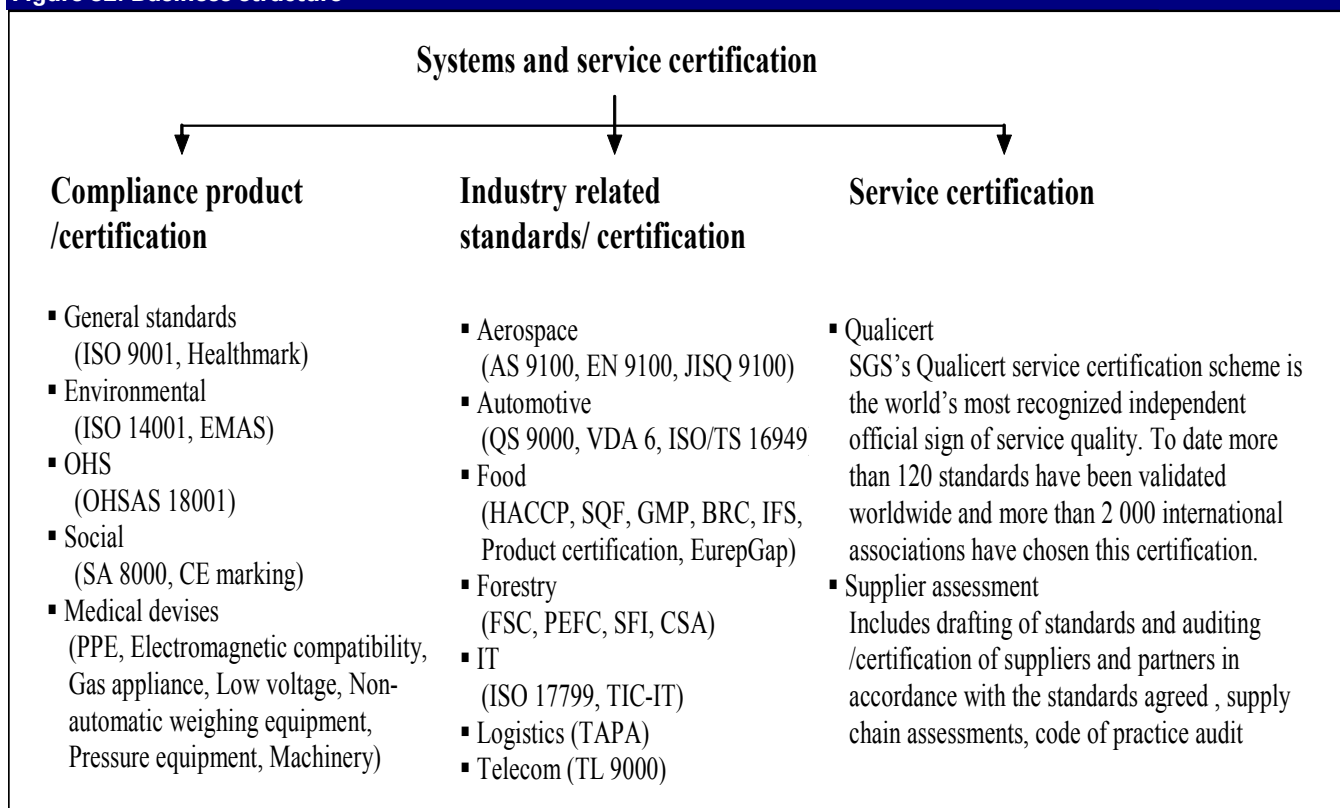 Systems and service certification
Compliance product
/certification
▪ General standards
(ISO 9001, Healthmark)
▪ Environmental
(ISO 14001, EMAS)
▪ OHS
(OHSAS 18001)
▪ Social
(SA 8000, CE marking)
▪ Medical devises
(PPE, Electromagnetic compatibility,
Gas appliance, Low voltage, Non-
automatic weighing equipment,
Pressure equipment, Machinery)
Industry related
standards/ certification
▪ Aerospace
(AS 9100, EN 9100, JISQ 9100)
▪ Automotive
(QS 9000, VDA 6, ISO/TS 16949
▪ Food
(HACCP, SQF, GMP, BRC, IFS,
Product certification, EurepGap)
▪ Forestry
(FSC, PEFC, SFI, CSA)
▪ IT
(ISO 17799, TIC-IT)
▪ Logistics (TAPA)
▪ Telecom (TL 9000)
Service certification
▪ Qualicert
SGS's Qualicert service certification scheme is
the world's most recognized independent
official sign of service quality. To date more
than 120 standards have been validated
worldwide and more than 2 000 international
associations have chosen this certification.
▪ Supplier assessment
Includes drafting of standards and auditing
/certification of suppliers and partners in
accordance with the standards agreed , supply
chain assessments, code of practice audit